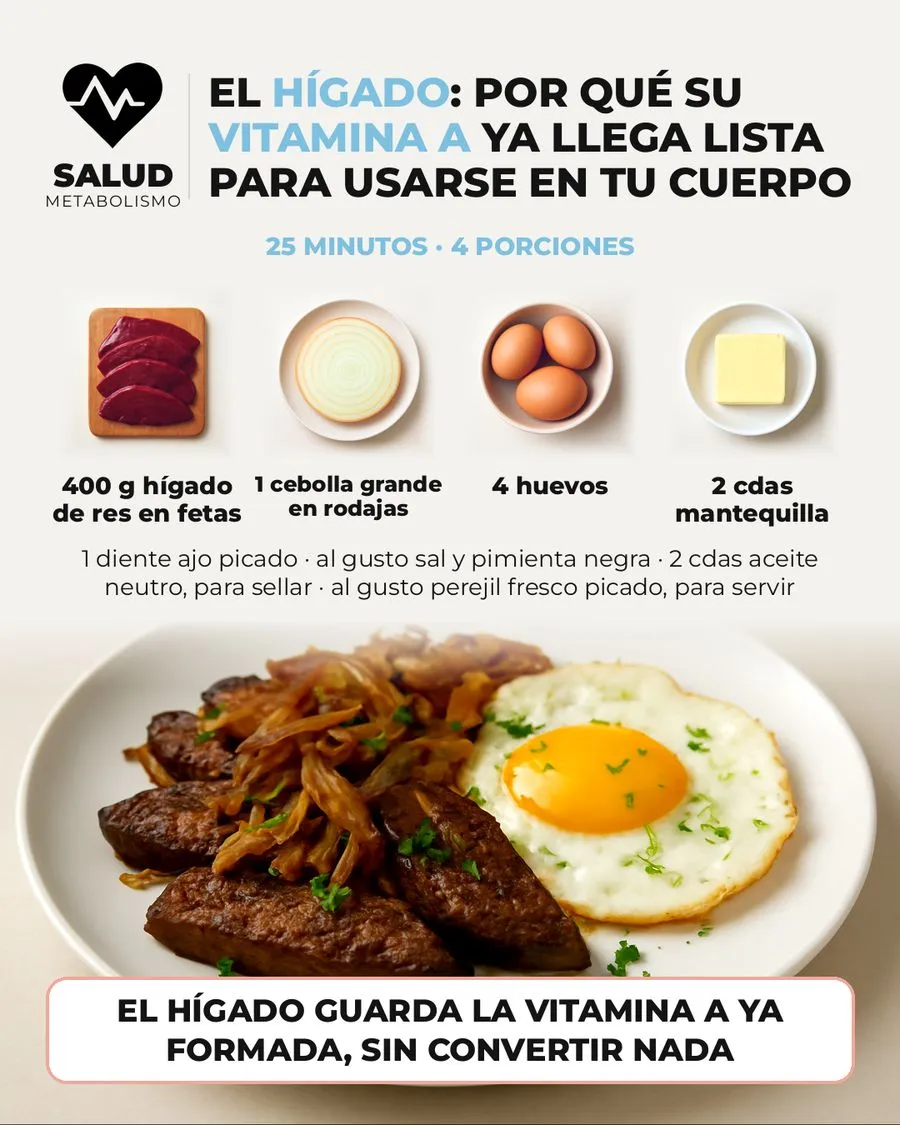 SALUD
METABOLISMO
EL HÍGADO: POR QUÉ SU
VITAMINA A YA LLEGA LISTA
PARA USARSE EN TU CUERPO
25 MINUTOS · 4 PORCIONES
400 g hígado
de res en fetas
1 cebolla grande
en rodajas
4 huevos
2 cdas
mantequilla
1 diente ajo picado · al gusto sal y pimienta negra · 2 cdas aceite
neutro, para sellar · al gusto perejil fresco picado, para servir
EL HÍGADO GUARDA LA VITAMINA A YA
FORMADA, SIN CONVERTIR NADA